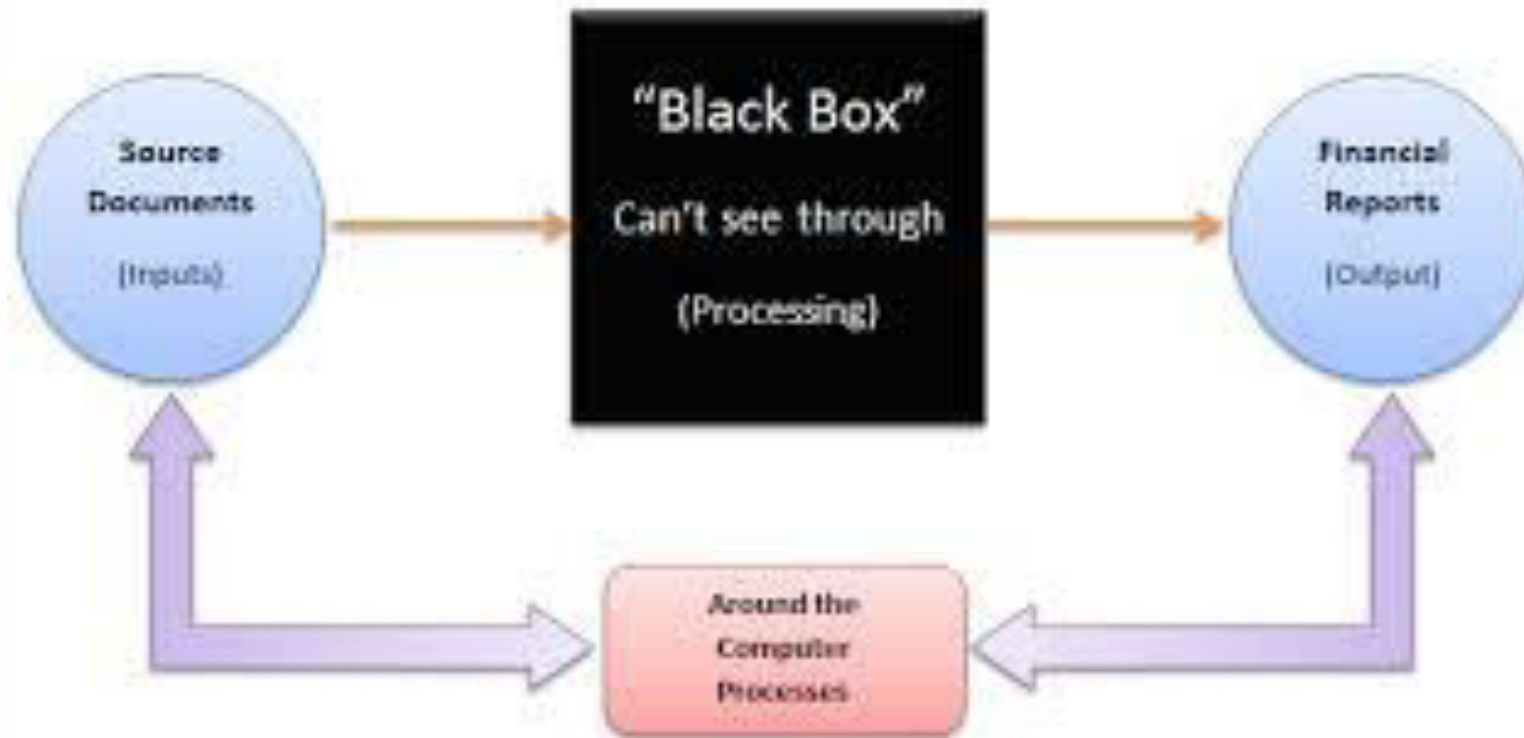 Source
Documents
(Inputs)
“Black Box”
Can't see through
(Processing)
Financial
Reports
(Output)
Around the
Computer
Processes